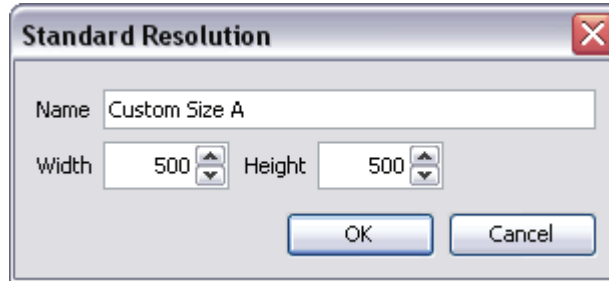 Standard Resolution
Name Custom Size A
Width 500 Height 500
OK Cancel